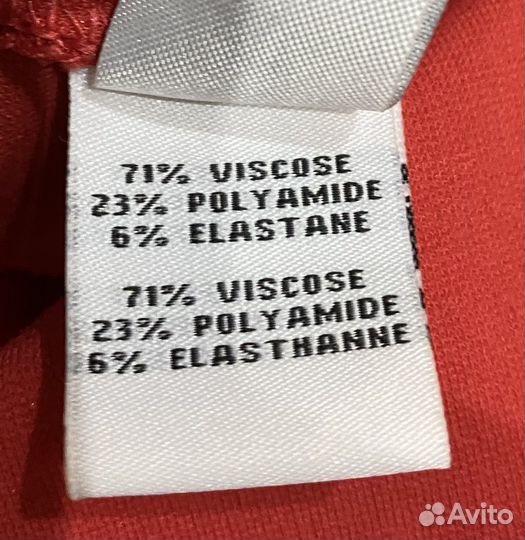 71% VISCOSE
23% POLYAMIDE
6% ELASTANE
71% VISCOSE
23% POLYAMIDE
6% ELASTHANNE
Avito